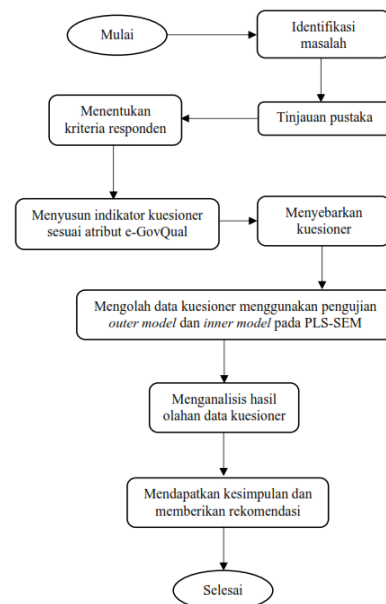 Mulai
Identifikasi
masalah
Tinjauan pustaka
Menentukan
kriteria responden
Menyusun indikator kuesioner
sesuai atribut e-GovQual
Menyebarkan
kuesioner
Mengolah data kuesioner menggunakan pengujian
outer model dan inner model pada PLS-SEM
Menganalisis hasil
olahan data kuesioner
Mendapatkan kesimpulan dan
memberikan rekomendasi
Selesai